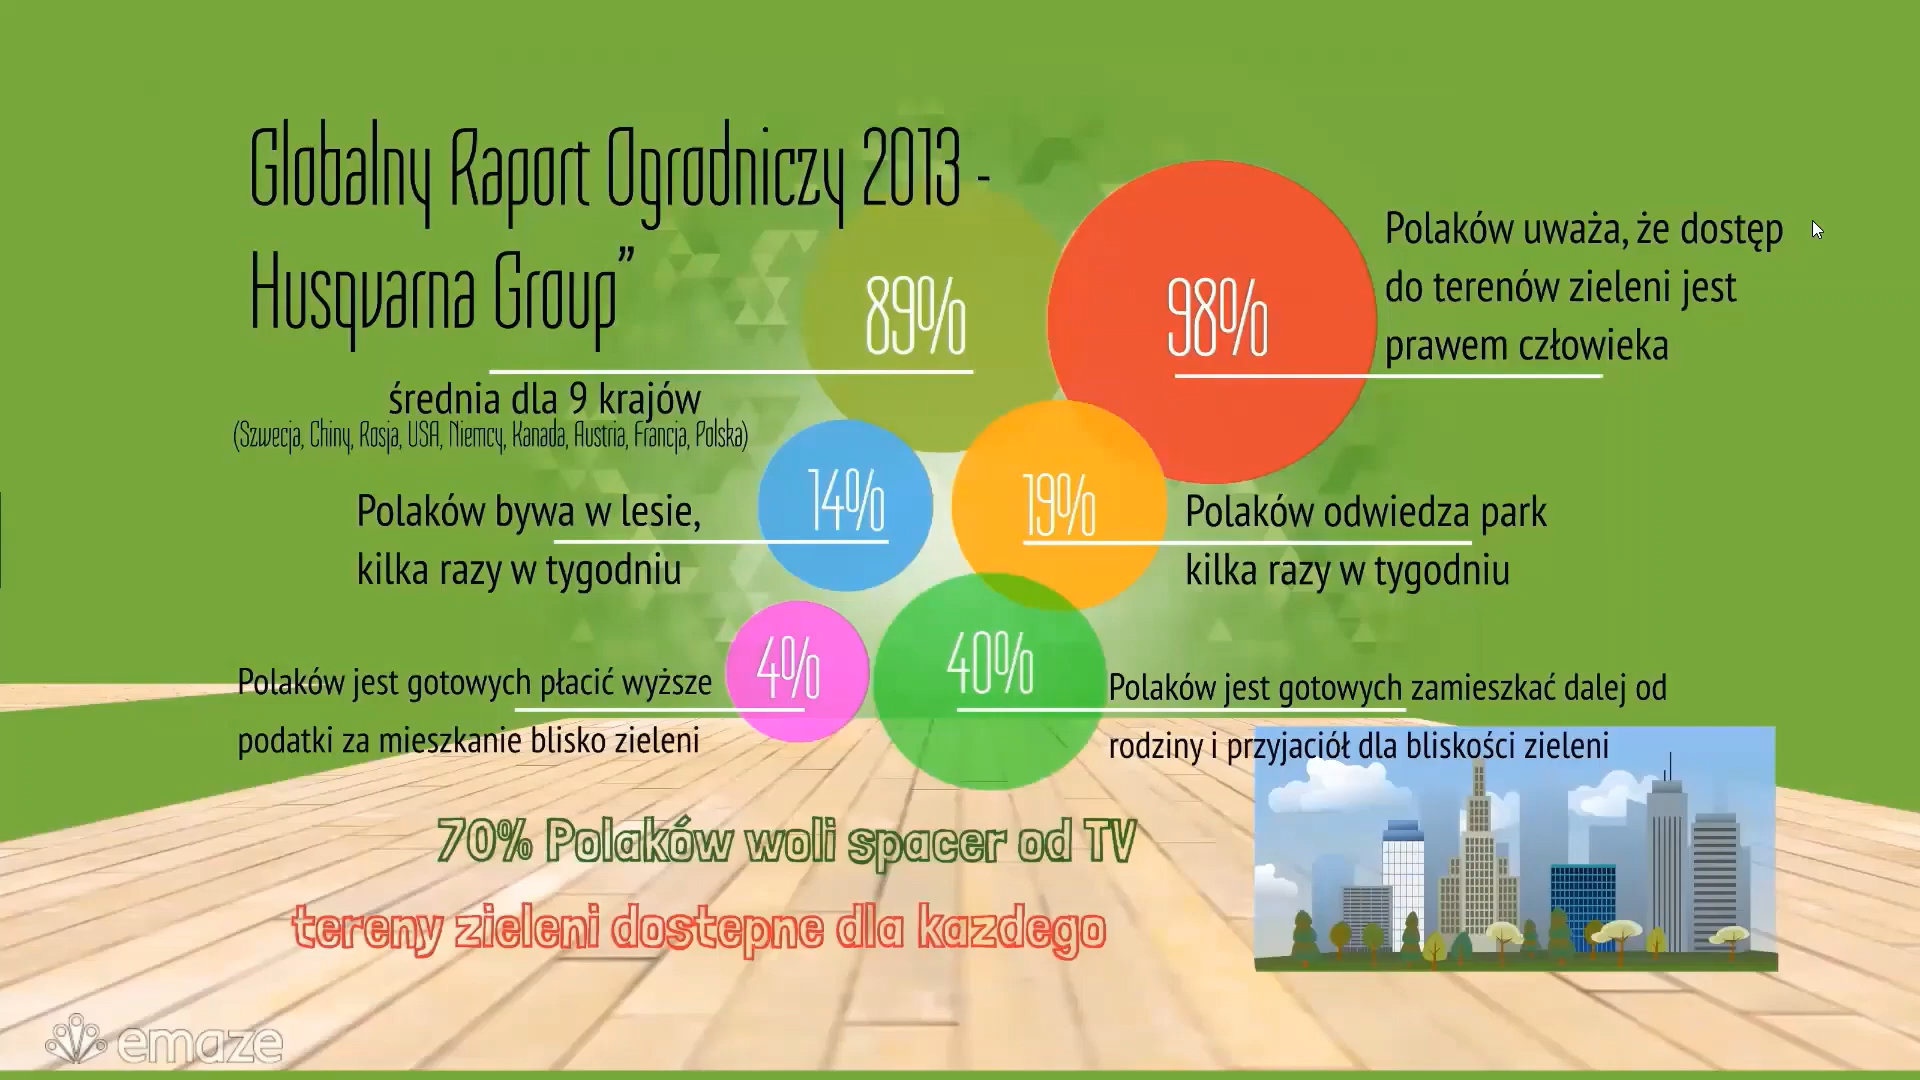 Globalny Raport Ogrodniczy 2013 -
Husqvarna Group”
89%
średnia dla 9 krajów
(Szwecja, Chiny, Rosja, USA, Niemcy, Kanada, Austria, Francja, Polska)
98%
Polaków uważa, że dostęp
do terenów zieleni jest
prawem człowieka
14%
Polaków bywa w lesie,
kilka razy w tygodniu
19%
Polaków odwiedza park
kilka razy w tygodniu
4%
Polaków jest gotowych płacić wyższe
podatki za mieszkanie blisko zieleni
40%
Polaków jest gotowych zamieszkać dalej od
rodziny i przyjaciół dla bliskości zieleni
70% Polaków woli spacer od TV
tereny zieleni dostepne dla kazdego
emaze